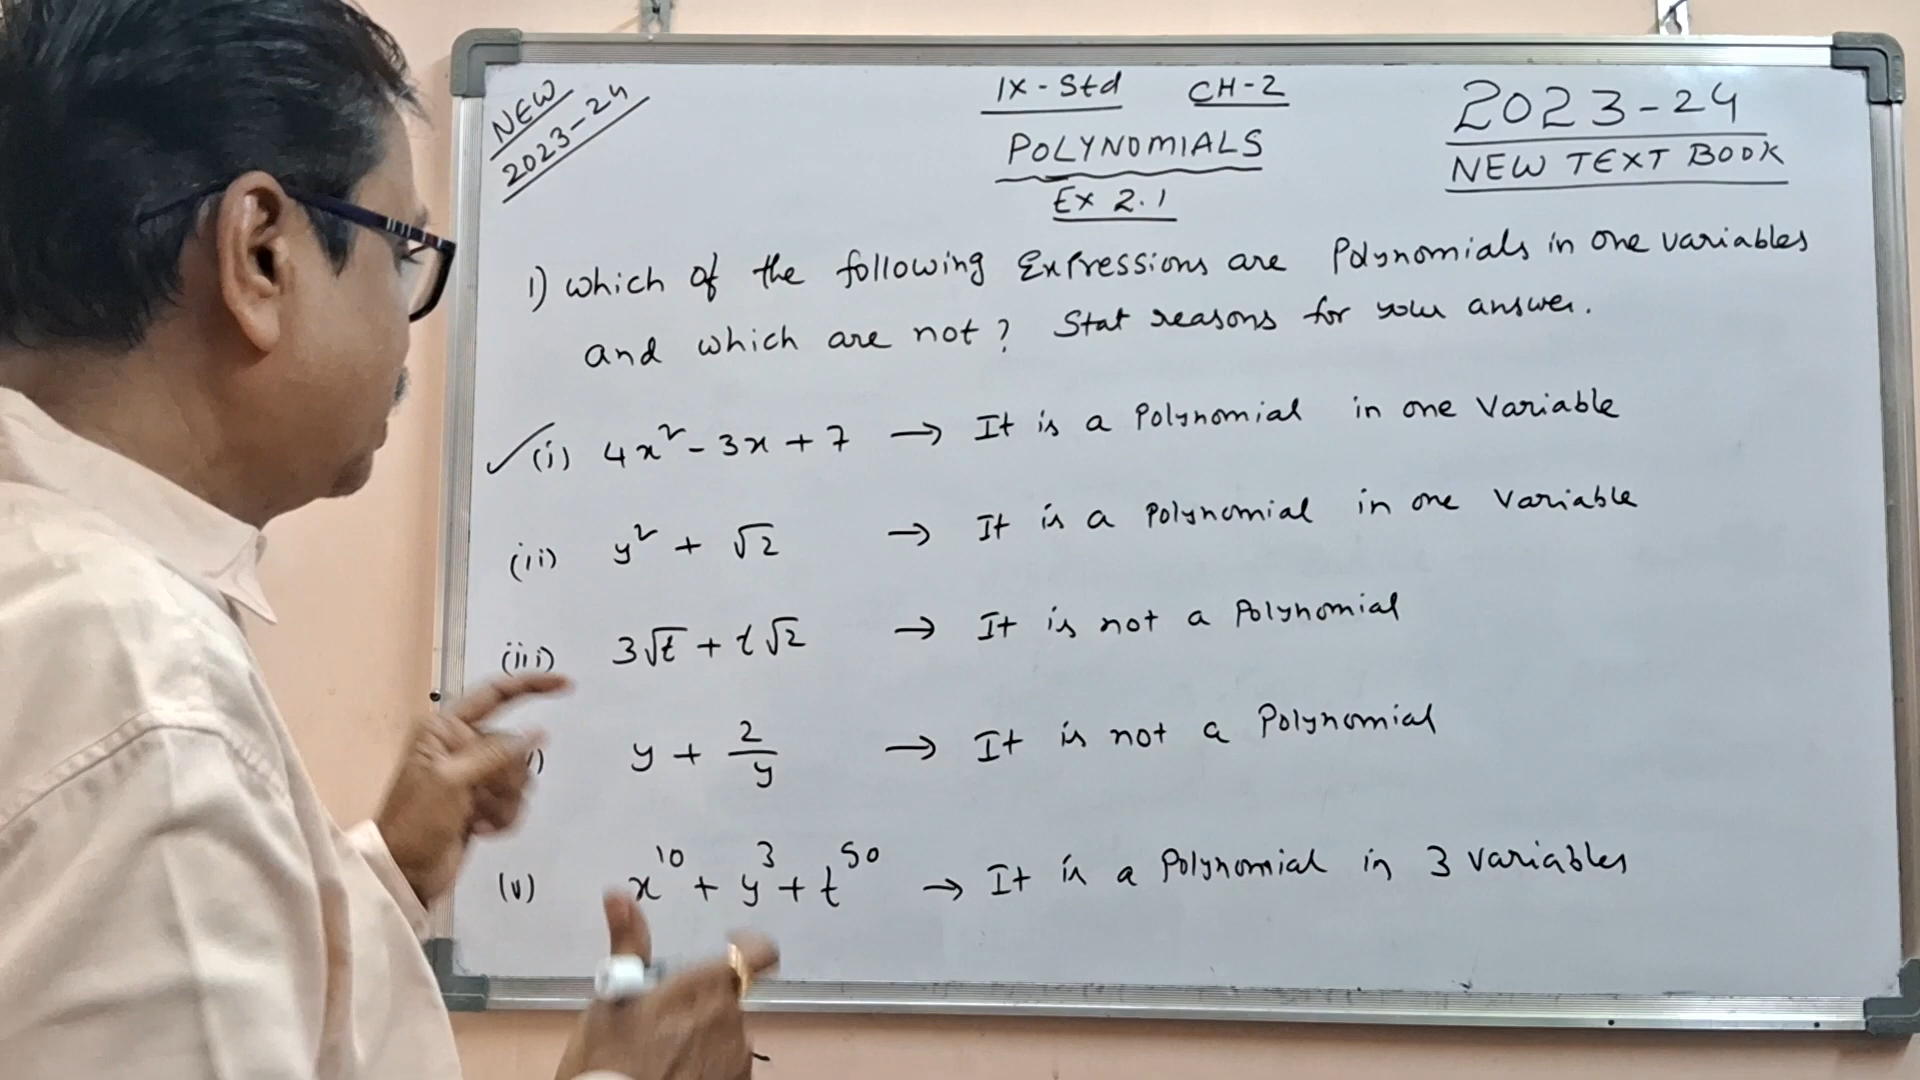 NEW
2023-24
IX - Std CH-2
POLYNOMIALS
Ex 2.1
2023-24
NEW TEXT BOOK
1) which of the following Expressions are Polynomials in one variables
and which are not? Stat reasons for your answer.
(i) 4x² - 3x + 7 → It is a Polynomial in one Variable
(ii) y² + √2 → It is a Polynomial in one Variable
(iii) 3√t + t√2 → It is not a Polynomial
) y + 2/y → It is not a Polynomial
(v) x¹⁰ + y³ + t⁵⁰ → It is a Polynomial in 3 variables